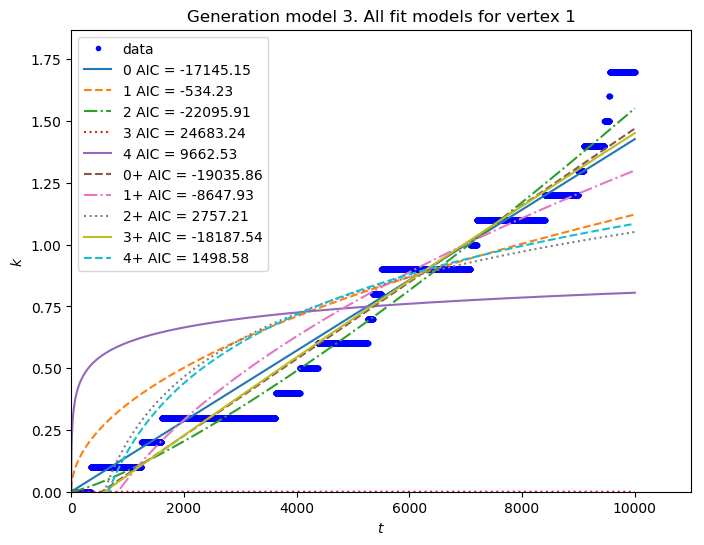 Generation model 3. All fit models for vertex 1
data
0 AIC = -17145.15
1 AIC = -534.23
2 AIC = -22095.91
3 AIC = 24683.24
4 AIC = 9662.53
0+ AIC = -19035.86
1+ AIC = -8647.93
2+ AIC = 2757.21
3+ AIC = -18187.54
4+ AIC = 1498.58
k
1.75
1.50
1.25
1.00
0.75
0.50
0.25
0.00
0
2000
4000
6000
8000
10000
t